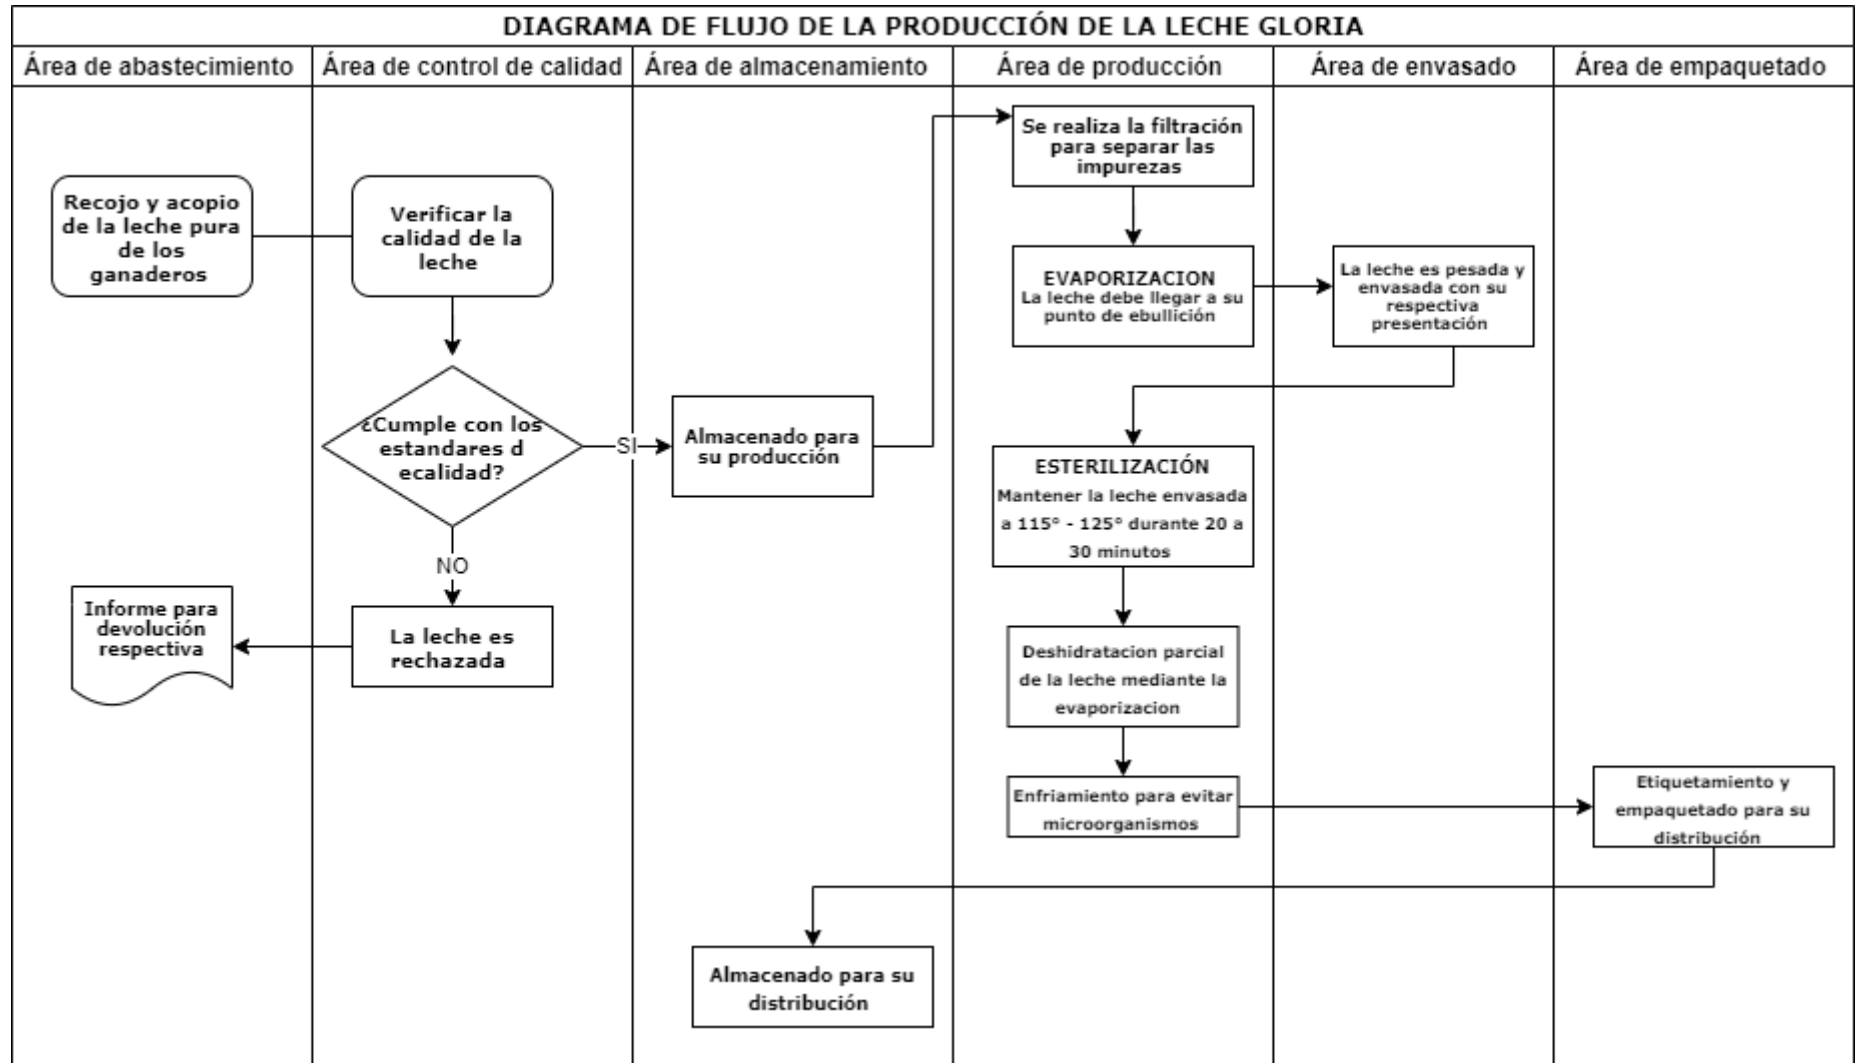 DIAGRAMA DE FLUJO DE LA PRODUCCIÓN DE LA LECHE GLORIA
Área de abastecimiento
Área de control de calidad
Área de almacenamiento
Área de producción
Área de envasado
Área de empaquetado
Recojo y acopio
de la leche pura
de los
ganaderos
Verificar la
calidad de la
leche
¿Cumple con los
estandares d
ecalidad?
SI
NO
La leche es
rechazada
Informe para
devolución
respectiva
Almacenado para
su producción
Se realiza la filtración
para separar las
impurezas
EVAPORIZACION
La leche debe llegar a su
punto de ebullición
La leche es pesada y
envasada con su
respectiva
presentación
ESTERILIZACIÓN
Mantener la leche envasada
a 115° - 125° durante 20 a
30 minutos
Deshidratacion parcial
de la leche mediante la
evaporizacion
Enfriamiento para evitar
microorganismos
Etiquetamiento y
empaquetado para su
distribución
Almacenado para su
distribución